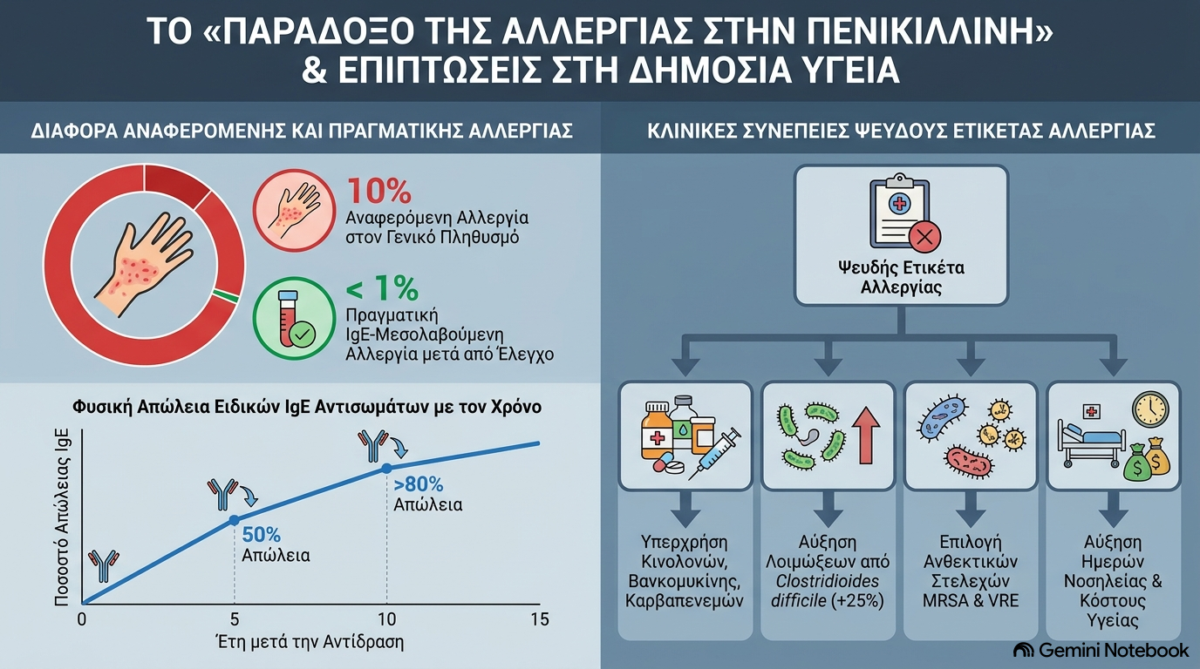 ΤΟ «ΠΑΡΑΔΟΞΟ ΤΗΣ ΑΛΛΕΡΓΙΑΣ ΣΤΗΝ ΠΕΝΙΚΙΛΛΙΝΗ»
& ΕΠΙΠΤΩΣΕΙΣ ΣΤΗ ΔΗΜΟΣΙΑ ΥΓΕΙΑ
ΔΙΑΦΟΡΑ ΑΝΑΦΕΡΟΜΕΝΗΣ ΚΑΙ ΠΡΑΓΜΑΤΙΚΗΣ ΑΛΛΕΡΓΙΑΣ
10%
Αναφερόμενη Αλλεργία
στον Γενικό Πληθυσμό
< 1%
Πραγματική
IgE-Μεσολαβούμενη
Αλλεργία μετά από Έλεγχο
Φυσική Απώλεια Ειδικών IgE Αντισωμάτων με τον Χρόνο
Ποσοστό Απώλειας IgE
50%
Απώλεια
>80%
Απώλεια
0
5
10
15
Έτη μετά την Αντίδραση
ΚΛΙΝΙΚΕΣ ΣΥΝΕΠΕΙΕΣ ΨΕΥΔΟΥΣ ΕΤΙΚΕΤΑΣ ΑΛΛΕΡΓΙΑΣ
Ψευδής Ετικέτα
Αλλεργίας
Υπερχρήση
Κινολονών,
Βανκομυκίνης,
Καρβαπενεμών
Αύξηση
Λοιμώξεων από
Clostridioides
difficile (+25%)
Επιλογή
Ανθεκτικών
Στελεχών
MRSA & VRE
Αύξηση
Ημερών
Νοσηλείας &
Κόστους
Υγείας
Gemini Notebook